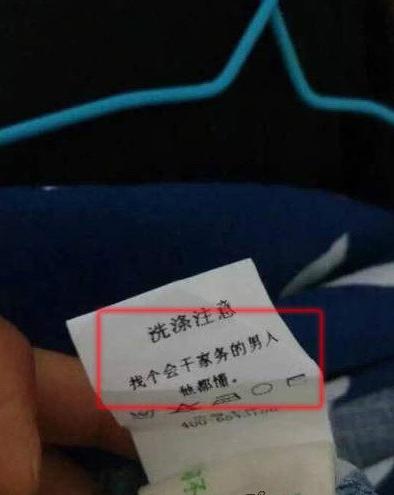 洗涤注意
找个会干家务的男人
他都懂。